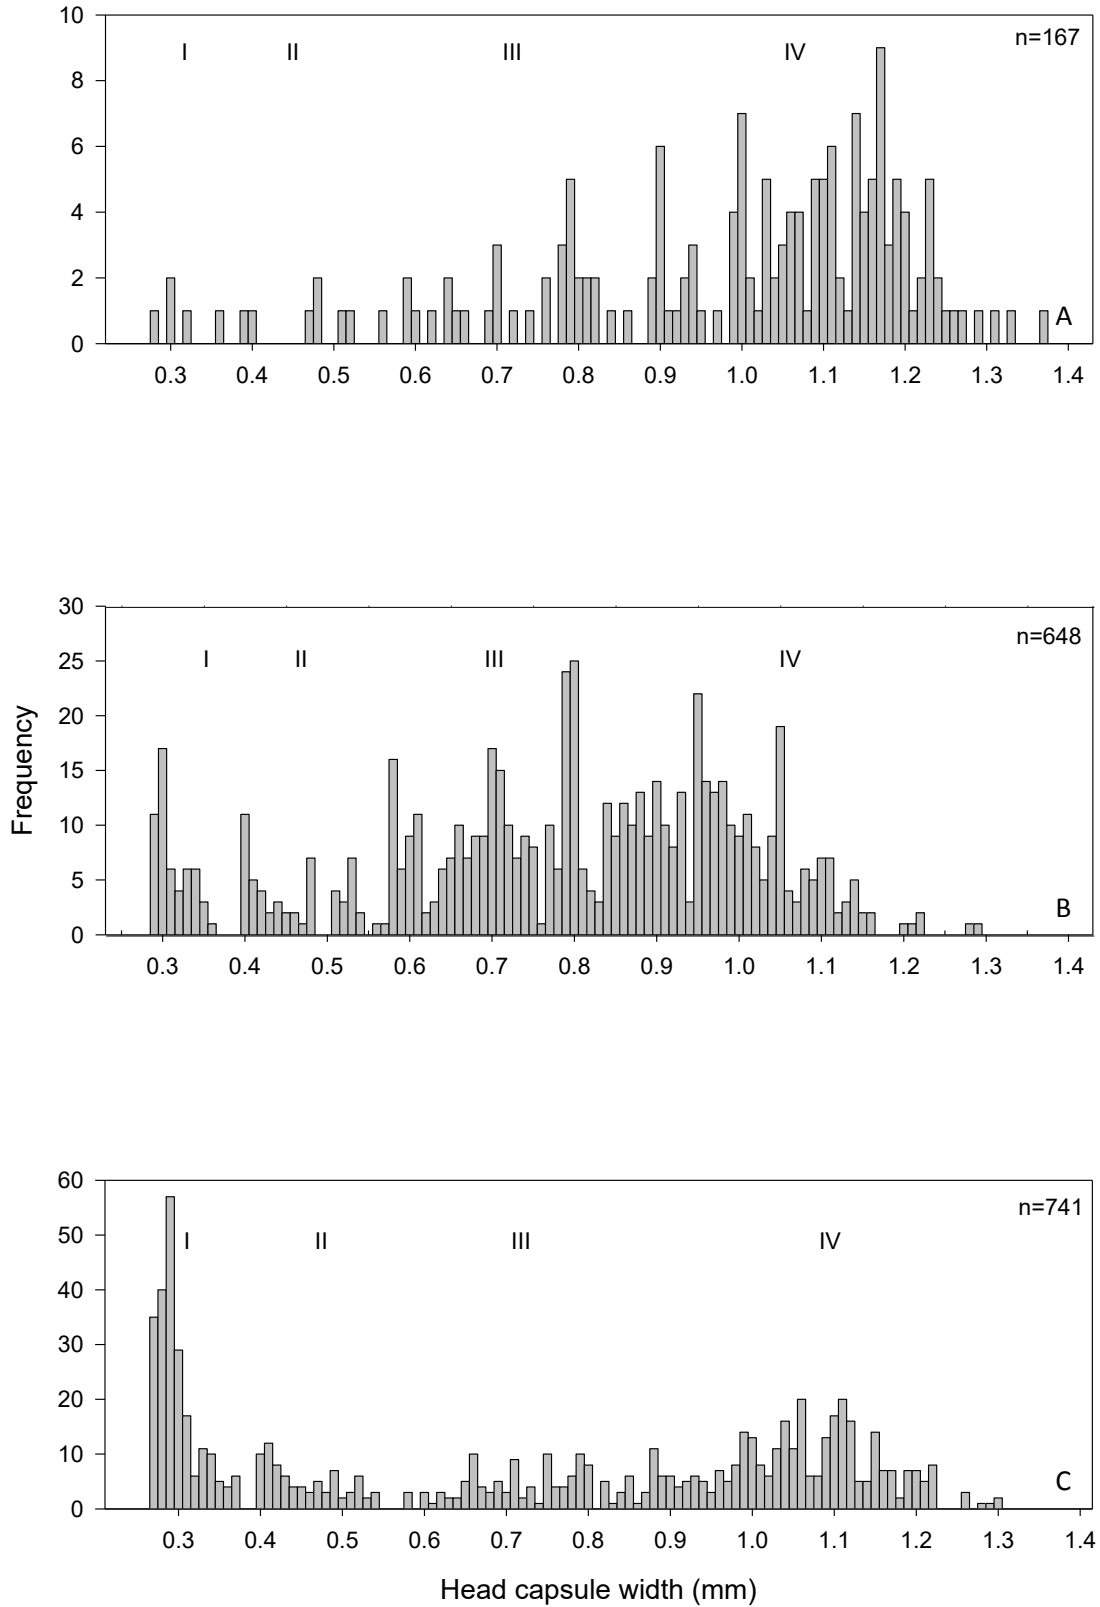 10
I II III IV n=167
8
6
4
2
A
0
0.3 0.4 0.5 0.6 0.7 0.8 0.9 1.0 1.1 1.2 1.3 1.4
30
n=648
25 I II III IV
20
Frequency
15
10
5
B
0
0.3 0.4 0.5 0.6 0.7 0.8 0.9 1.0 1.1 1.2 1.3 1.4
60
n=741
50 I II III IV
40
30
20
10
C
0
0.3 0.4 0.5 0.6 0.7 0.8 0.9 1.0 1.1 1.2 1.3 1.4
Head capsule width (mm)